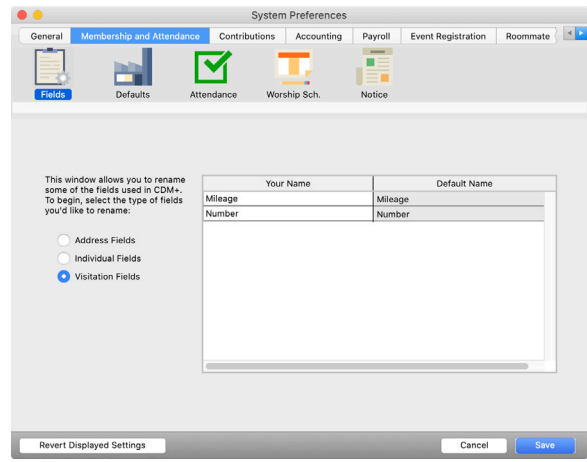 System Preferences
General Membership and Attendance Contributions Accounting Payroll Event Registration Roommate
Fields Defaults Attendance Worship Sch. Notice
This window allows you to rename
some of the fields used in CDM+.
To begin, select the type of fields
you'd like to rename:
Address Fields
Individual Fields
Visitation Fields
Your Name Default Name
Mileage Mileage
Number Number
Revert Displayed Settings Cancel Save